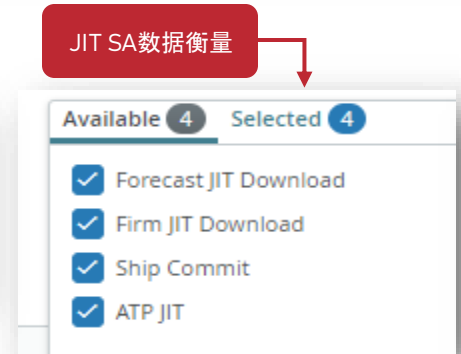 JIT SA数据衡量
Available 4 Selected 4
Forecast JIT Download
Firm JIT Download
Ship Commit
ATP JIT